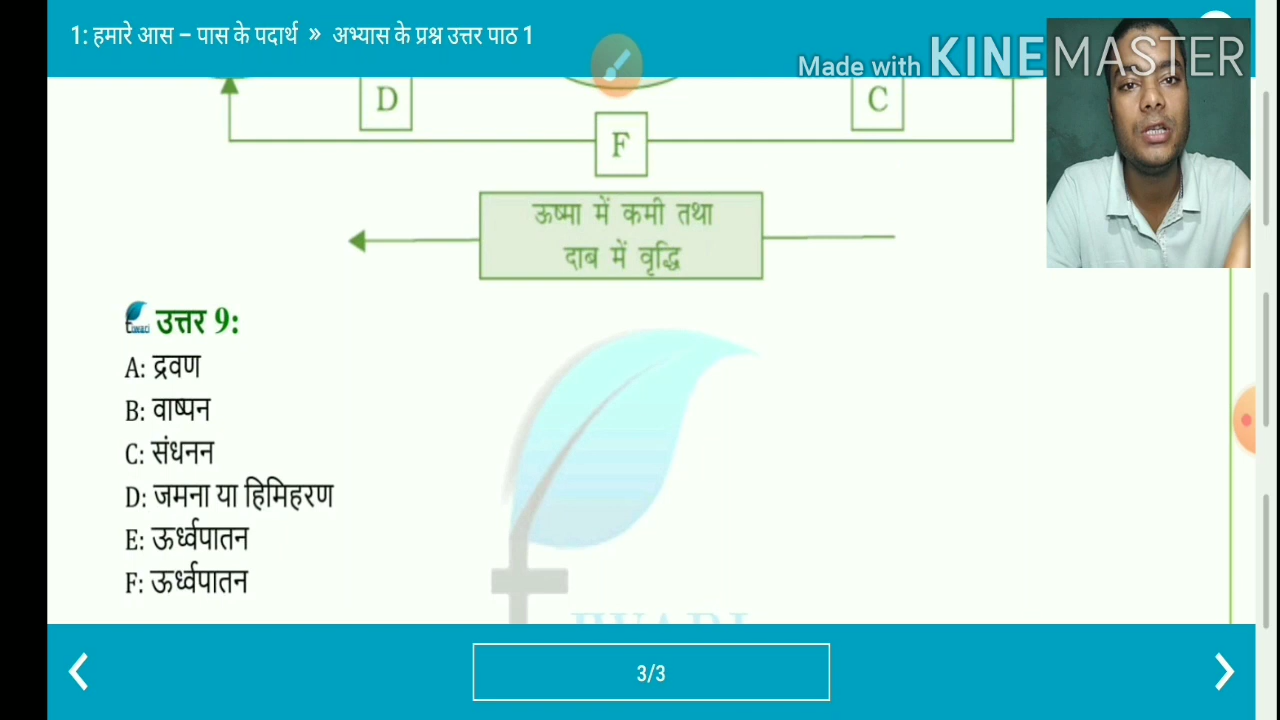 1: हमारे आस – पास के पदार्थ » अभ्यास के प्रश्न उत्तर पाठ 1
Made with KINEMASTER
D
C
F
ऊष्मा में कमी तथा
दाब में वृद्धि
tiwari उत्तर 9:
A: द्रवण
B: वाष्पन
C: संधनन
D: जमना या हिमिहरण
E: ऊर्ध्वपातन
F: ऊर्ध्वपातन
3/3